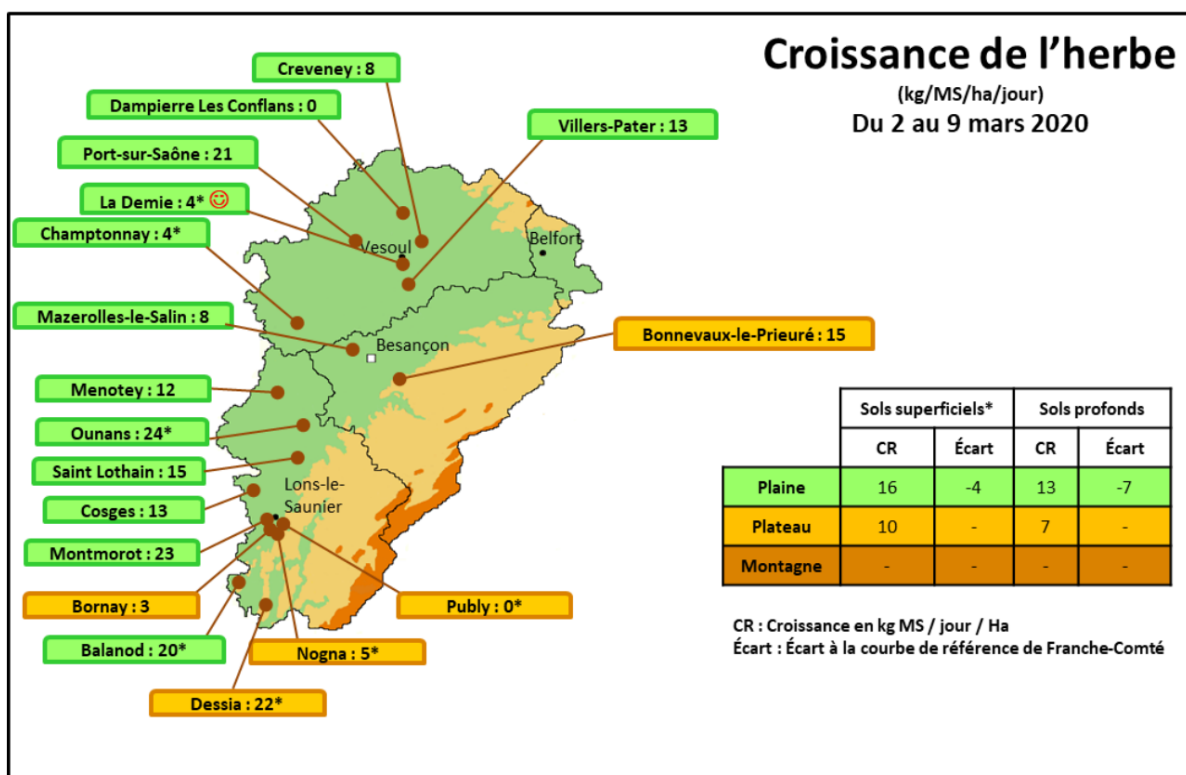 Croissance de l’herbe
(kg/MS/ha/jour)
Du 2 au 9 mars 2020
Creveney : 8
Dampierre Les Conflans : 0
Villers-Pater : 13
Port-sur-Saône : 21
La Demie : 4*
Champtonnay : 4*
Vesoul
Belfort
Mazerolles-le-Salin : 8
Bonnevaux-le-Prieuré : 15
Besançon
Menotey : 12
Ounans : 24*
Saint Lothain : 15
Cosges : 13
Lons-le-
Saunier
Montmorot : 23
Bornay : 3
Publy : 0*
Balanod : 20*
Nogna : 5*
Dessia : 22*
Sols superficiels* Sols profonds
CR Écart CR Écart
Plaine 16 -4 13 -7
Plateau 10 - 7 -
Montagne - - - -
CR : Croissance en kg MS / jour / Ha
Écart : Écart à la courbe de référence de Franche-Comté